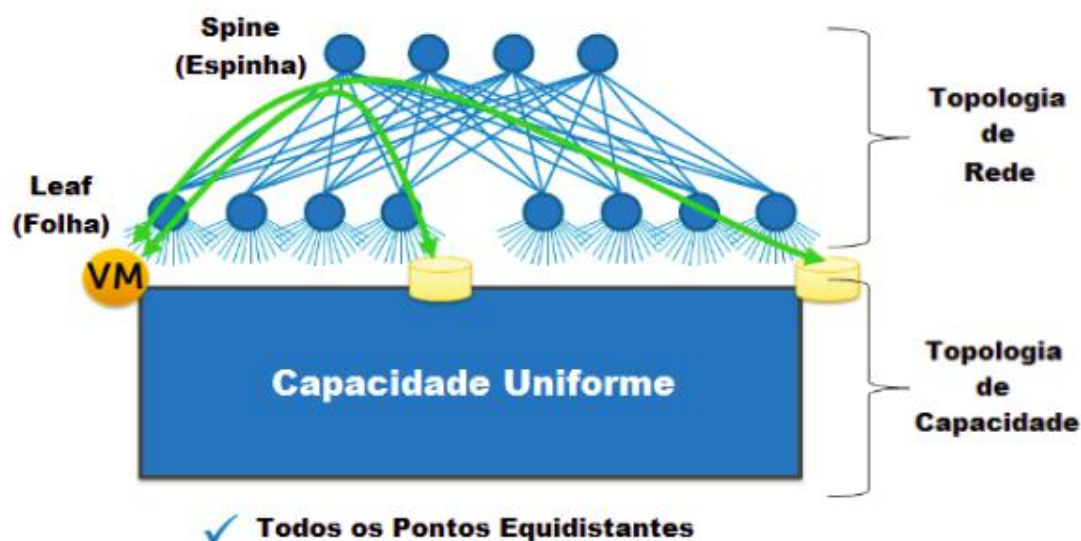 Spine
(Espinha)
Topologia
de
Rede
Leaf
(Folha)
VM
Capacidade Uniforme
Topologia
de
Capacidade
Todos os Pontos Equidistantes